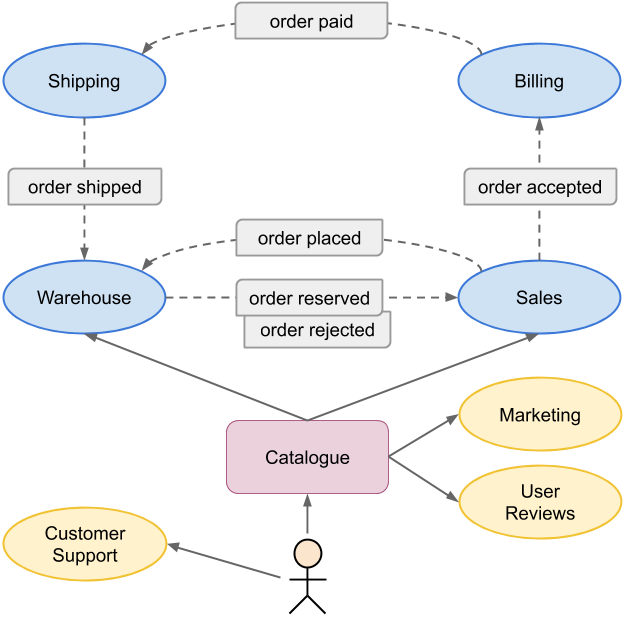 order paid
Shipping
Billing
order shipped
order accepted
order placed
Warehouse
order reserved
Sales
order rejected
Marketing
Catalogue
User
Reviews
Customer
Support